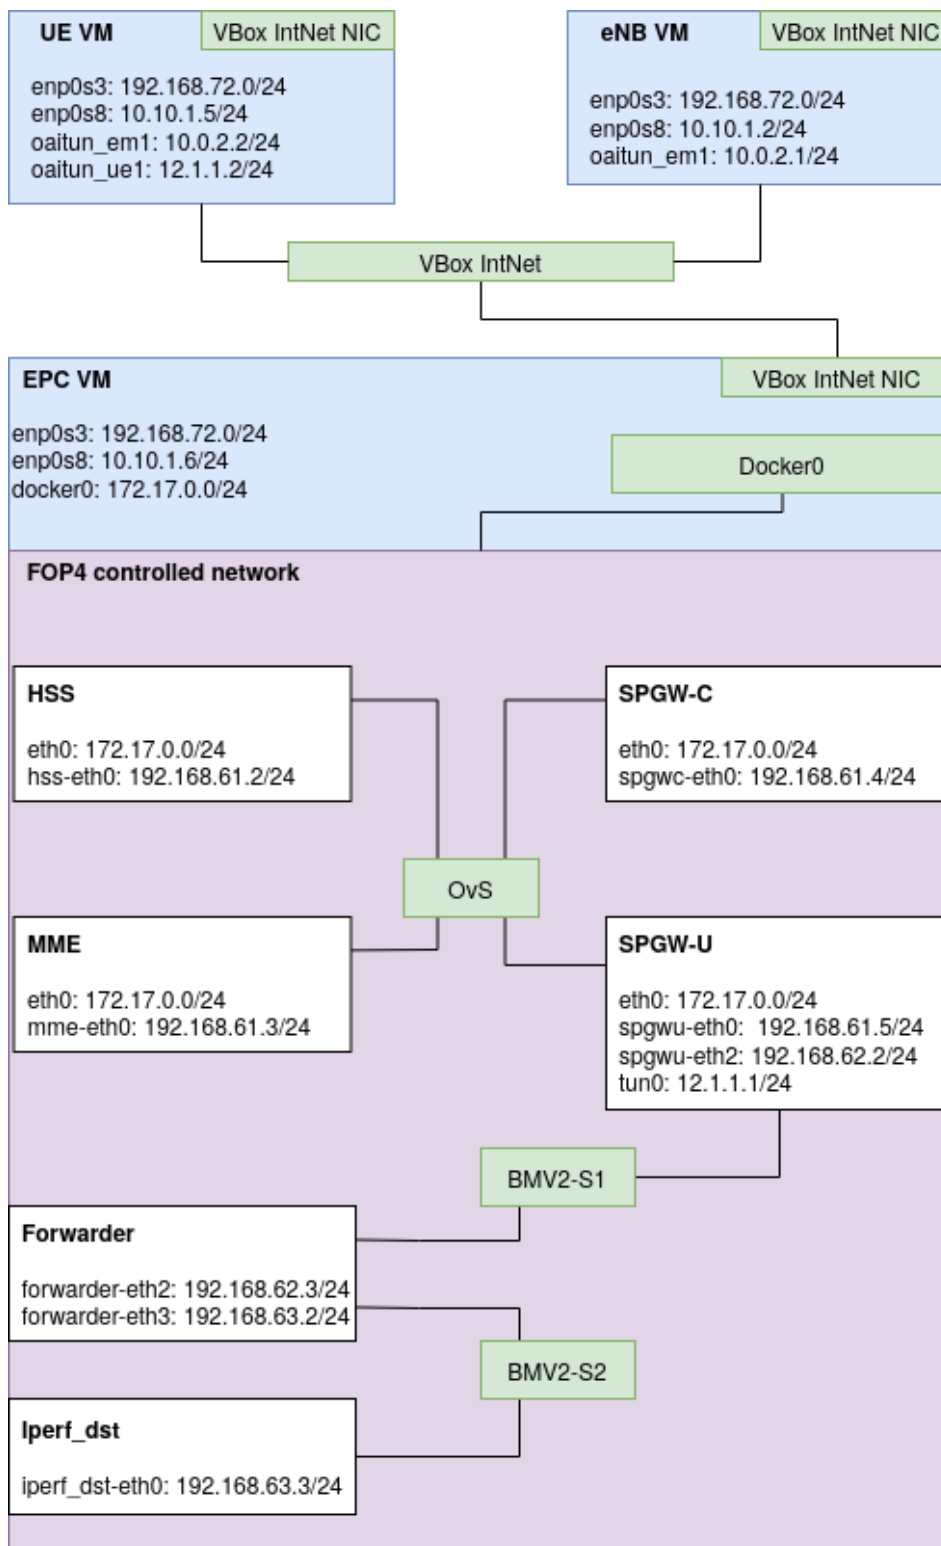 UE VM
VBox IntNet NIC
enp0s3: 192.168.72.0/24
enp0s8: 10.10.1.5/24
oaitun_em1: 10.0.2.2/24
oaitun_ue1: 12.1.1.2/24
eNB VM
VBox IntNet NIC
enp0s3: 192.168.72.0/24
enp0s8: 10.10.1.2/24
oaitun_em1: 10.0.2.1/24
VBox IntNet
EPC VM
VBox IntNet NIC
enp0s3: 192.168.72.0/24
enp0s8: 10.10.1.6/24
docker0: 172.17.0.0/24
Docker0
FOP4 controlled network
HSS
eth0: 172.17.0.0/24
hss-eth0: 192.168.61.2/24
SPGW-C
eth0: 172.17.0.0/24
spgwc-eth0: 192.168.61.4/24
OvS
MME
eth0: 172.17.0.0/24
mme-eth0: 192.168.61.3/24
SPGW-U
eth0: 172.17.0.0/24
spgwu-eth0: 192.168.61.5/24
spgwu-eth2: 192.168.62.2/24
tun0: 12.1.1.1/24
BMV2-S1
Forwarder
forwarder-eth2: 192.168.62.3/24
forwarder-eth3: 192.168.63.2/24
BMV2-S2
Iperf_dst
iperf_dst-eth0: 192.168.63.3/24